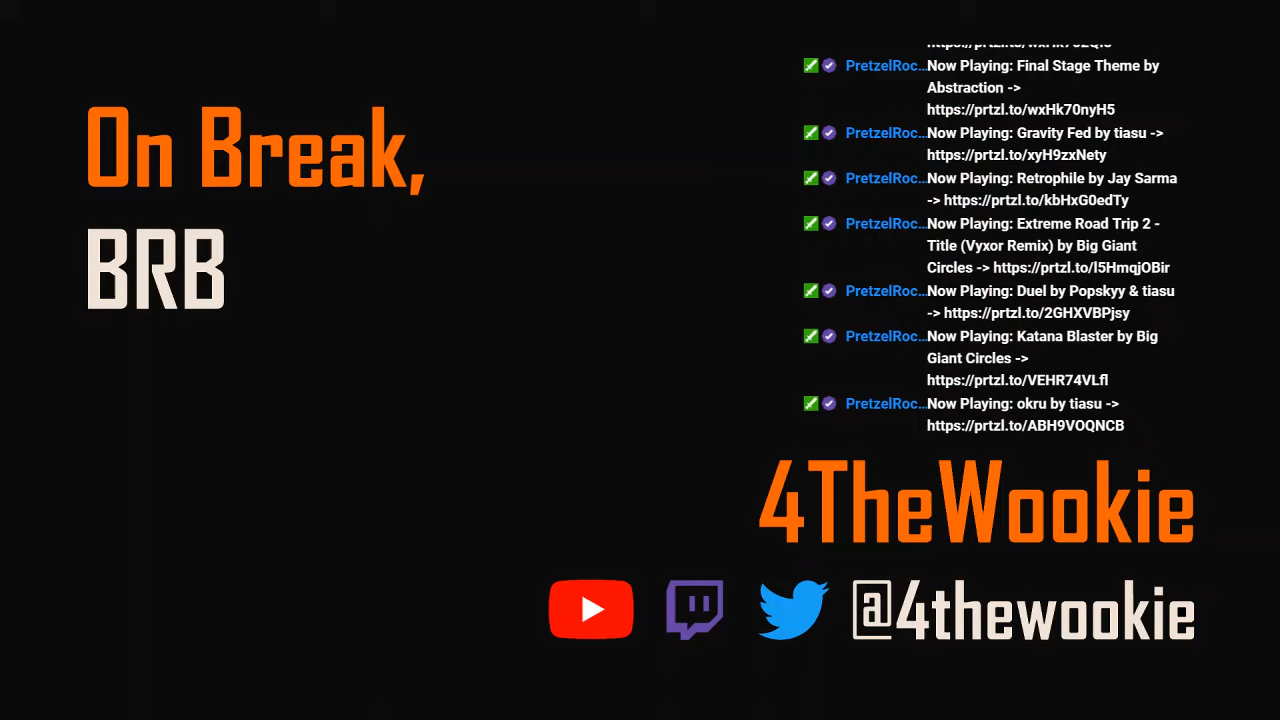 On Break,
BRB
PretzelRoc... Now Playing: Final Stage Theme by
Abstraction ->
https://prtzl.to/wxHk70nyH5
PretzelRoc... Now Playing: Gravity Fed by tiasu ->
https://prtzl.to/xyH9zxNety
PretzelRoc... Now Playing: Retrophile by Jay Sarma
-> https://prtzl.to/kbHxG0edTy
PretzelRoc... Now Playing: Extreme Road Trip 2 -
Title (Vyxor Remix) by Big Giant
Circles -> https://prtzl.to/l5HmqjOBir
PretzelRoc... Now Playing: Duel by Popskyy & tiasu
-> https://prtzl.to/2GHXVBPjsy
PretzelRoc... Now Playing: Katana Blaster by Big
Giant Circles ->
https://prtzl.to/VEHR74VLfl
PretzelRoc... Now Playing: okru by tiasu ->
https://prtzl.to/ABH9VOQNCB
4TheWookie
@4thewookie